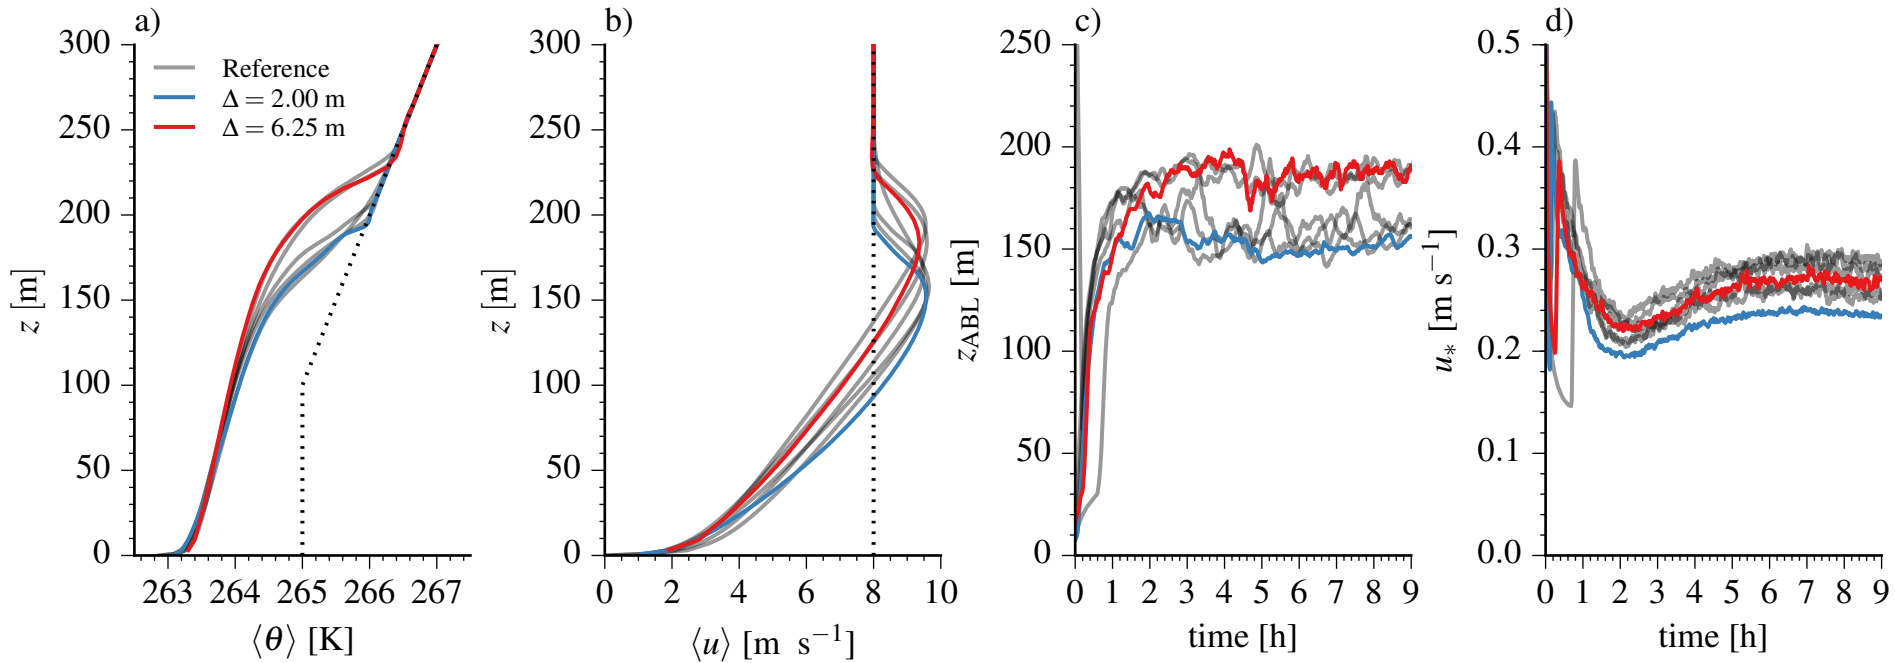 a)
300
250
200
150
100
50
0
z [m]
Reference
Δ = 2.00 m
Δ = 6.25 m
263 264 265 266 267
⟨θ⟩ [K]
b)
300
250
200
150
100
50
0
z [m]
0 2 4 6 8 10
⟨u⟩ [m s⁻¹]
c)
250
200
150
100
50
0
z_ABL [m]
0 1 2 3 4 5 6 7 8 9
time [h]
d)
0.5
0.4
0.3
0.2
0.1
0.0
u_* [m s⁻¹]
0 1 2 3 4 5 6 7 8 9
time [h]